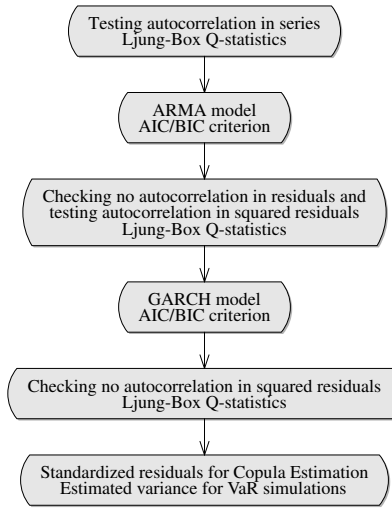 Testing autocorrelation in series
Ljung-Box Q-statistics
ARMA model
AIC/BIC criterion
Checking no autocorrelation in residuals and
testing autocorrelation in squared residuals
Ljung-Box Q-statistics
GARCH model
AIC/BIC criterion
Checking no autocorrelation in squared residuals
Ljung-Box Q-statistics
Standardized residuals for Copula Estimation
Estimated variance for VaR simulations